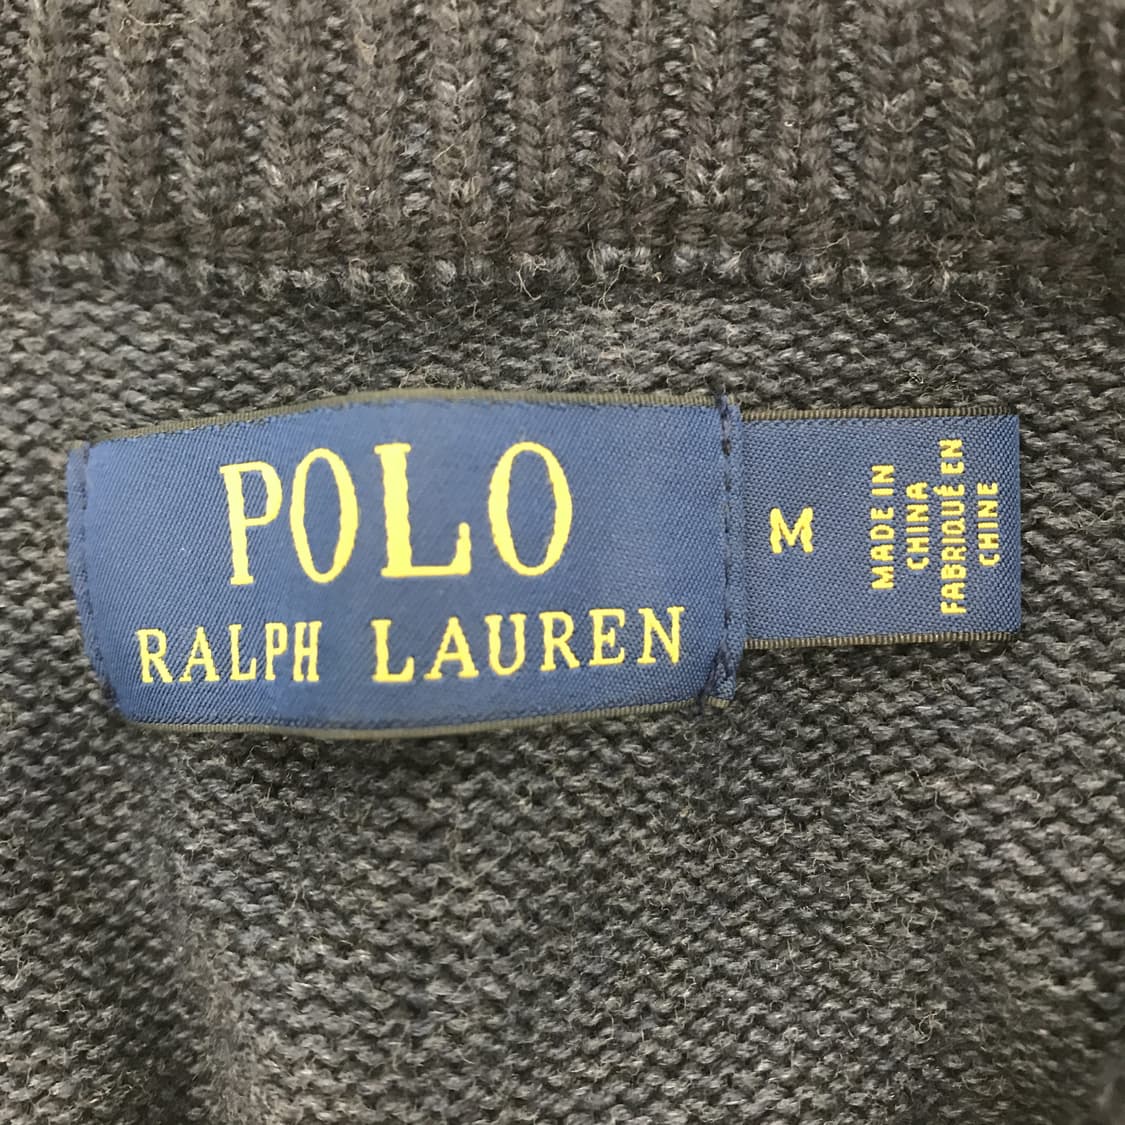 POLO
RALPH LAUREN
M
MADE IN
CHINA
FABRIQUÉ EN
CHINE